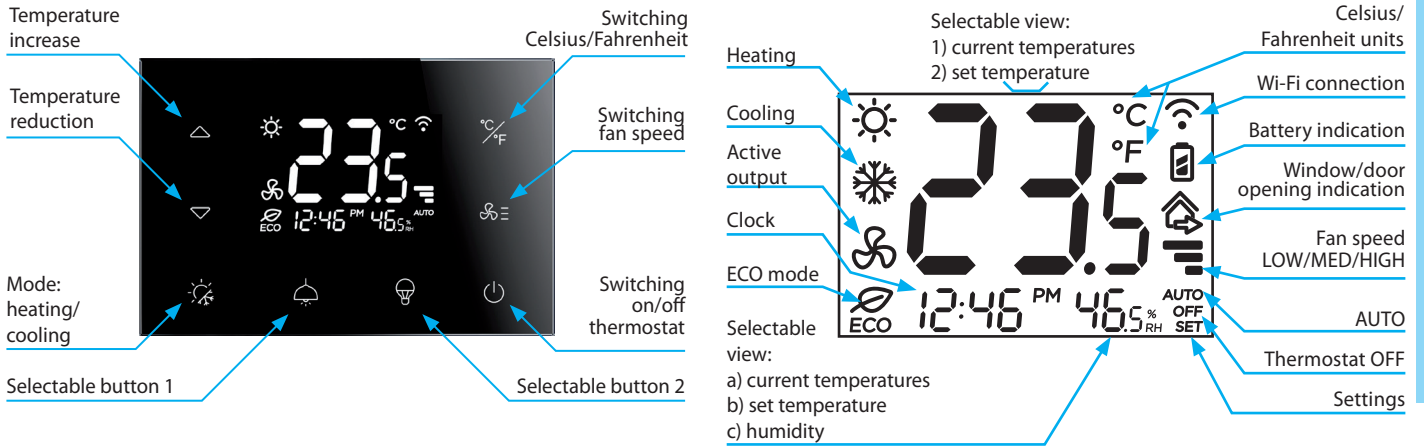 Temperature
increase
Temperature
reduction
Mode:
heating/
cooling
Selectable button 1
Switching
Celsius/Fahrenheit
Switching
fan speed
Switching
on/off
thermostat
Selectable button 2
23.5
°C
°C/°F
ECO
12:46 PM 46.5 % RH
AUTO
Heating
Cooling
Active
output
Clock
ECO mode
Selectable
view:
a) current temperatures
b) set temperature
c) humidity
Selectable view:
1) current temperatures
2) set temperature
23.5
°C
°F
ECO
12:46 PM 46.5 % RH
AUTO
OFF
SET
Celsius/
Fahrenheit units
Wi-Fi connection
Battery indication
Window/door
opening indication
Fan speed
LOW/MED/HIGH
AUTO
Thermostat OFF
Settings